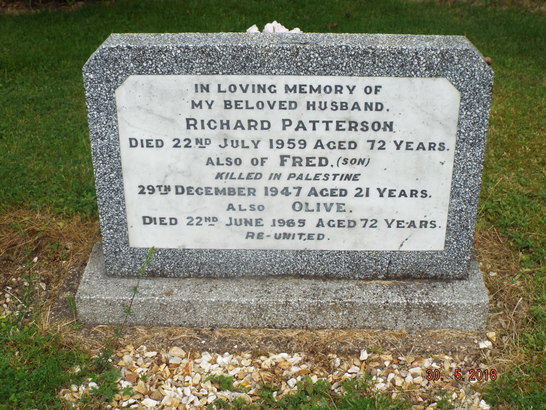 IN LOVING MEMORY OF
MY BELOVED HUSBAND.
RICHARD PATTERSON
DIED 22ND JULY 1959 AGED 72 YEARS.
ALSO OF FRED. (SON)
KILLED IN PALESTINE
29TH DECEMBER 1947 AGED 21 YEARS.
ALSO OLIVE.
DIED 22ND JUNE 1965 AGED 72 YEARS.
RE-UNITED.
30 6 2018